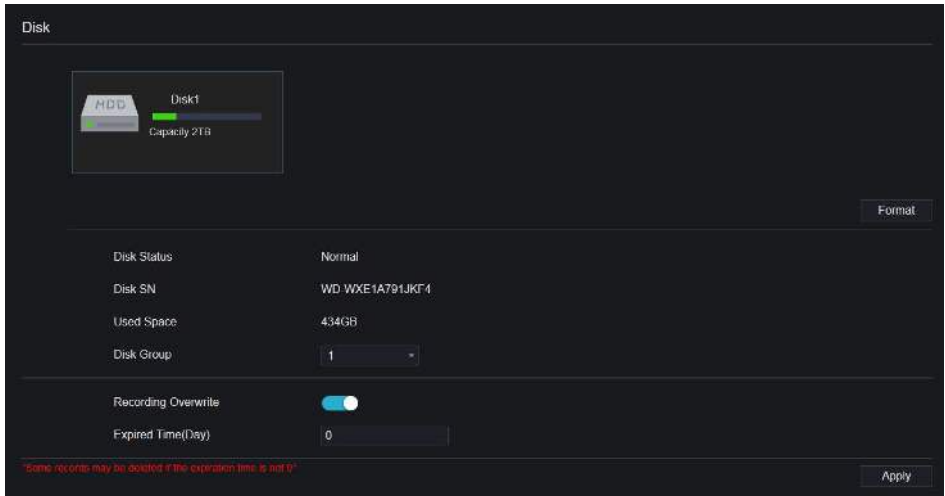 Disk
HDD
Disk1
Capacity 2TB
Format
Disk Status Normal
Disk SN WD WXE1A791JKF4
Used Space 434GB
Disk Group 1
Recording Overwrite
Expired Time(Day) 0
"Some records may be deleted if the expiration time is not 0"
Apply